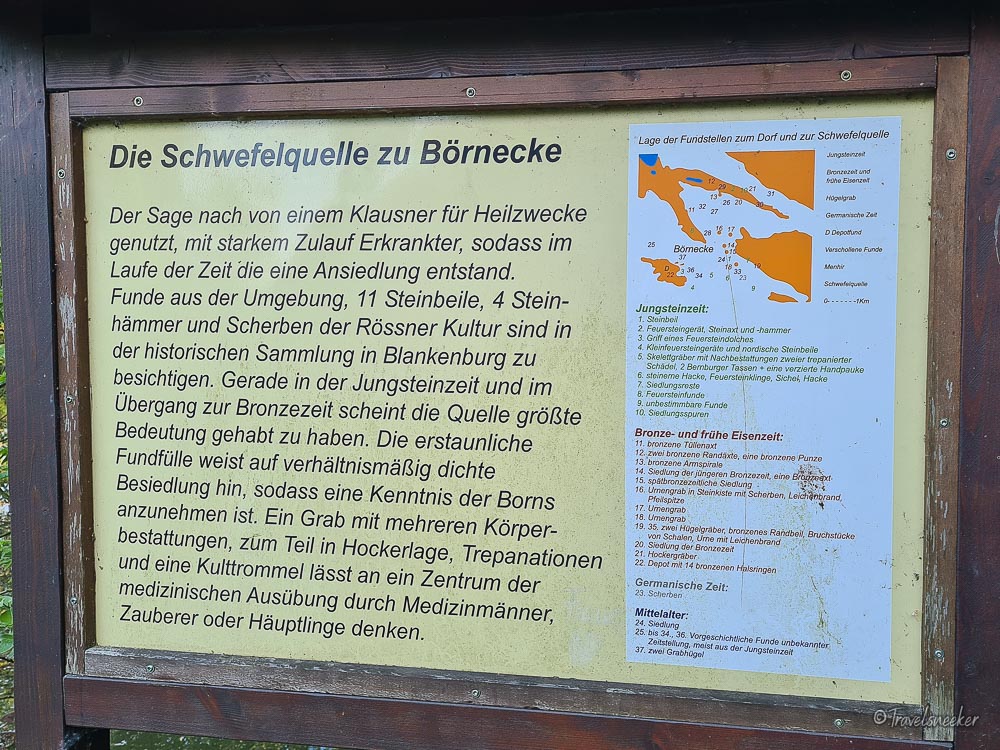 Die Schwefelquelle zu Börnecke
Der Sage nach von einem Klausner für Heilzwecke
genutzt, mit starkem Zulauf Erkrankter, sodass im
Laufe der Zeit die eine Ansiedlung entstand.
Funde aus der Umgebung, 11 Steinbeile, 4 Stein-
hämmer und Scherben der Rössner Kultur sind in
der historischen Sammlung in Blankenburg zu
besichtigen. Gerade in der Jungsteinzeit und im
Übergang zur Bronzezeit scheint die Quelle größte
Bedeutung gehabt zu haben. Die erstaunliche
Fundfülle weist auf verhältnismäßig dichte
Besiedlung hin, sodass eine Kenntnis der Borns
anzunehmen ist. Ein Grab mit mehreren Körper-
bestattungen, zum Teil in Hockerlage, Trepanationen
und eine Kulttrommel lässt an ein Zentrum der
medizinischen Ausübung durch Medizinmänner,
Zauberer oder Häuptlinge denken.
Lage der Fundstellen zum Dorf und zur Schwefelquelle
Börnecke
Jungsteinzeit
Bronzezeit und
frühe Eisenzeit
Hügelgrab
Germanische Zeit
D Depotfund
Verschollene Funde
Menhir
Schwefelquelle
0-------1Km
Jungsteinzeit:
1. Steinbeil
2. Feuersteingerät, Steinaxt und -hammer
3. Griff eines Feuersteindolches
4. Kleinfeuersteingeräte und nordische Steinbeile
5. Skelettgräber mit Nachbestattungen zweier trepanierter
Schädel, 2 Bernburger Tassen + eine verzierte Handpauke
6. steinerne Hacke, Feuersteinklinge, Sichel, Hacke
7. Siedlungsreste
8. Feuersteinfunde
9. unbestimmbare Funde
10. Siedlungsspuren
Bronze- und frühe Eisenzeit:
11. bronzene Tüllenaxt
12. zwei bronzene Randäxte, eine bronzene Punze
13. bronzene Armspirale
14. Siedlung der jüngeren Bronzezeit, eine Bronzeaxt
15. spätbronzezeitliche Siedlung
16. Urnengrab in Steinkiste mit Scherben, Leichenbrand,
Pfeilspitze
17. Urnengrab
18. Urnengrab
19. 35. zwei Hügelgräber, bronzenes Randbeil, Bruchstücke
von Schalen, Urne mit Leichenbrand
20. Siedlung der Bronzezeit
21. Hockergräber
22. Depot mit 14 bronzenen Halsringen
Germanische Zeit:
23. Scherben
Mittelalter:
24. Siedlung
25. bis 34., 36. Vorgeschichtliche Funde unbekannter
Zeitstellung, meist aus der Jungsteinzeit
37. zwei Grabhügel
©Travelsneeker